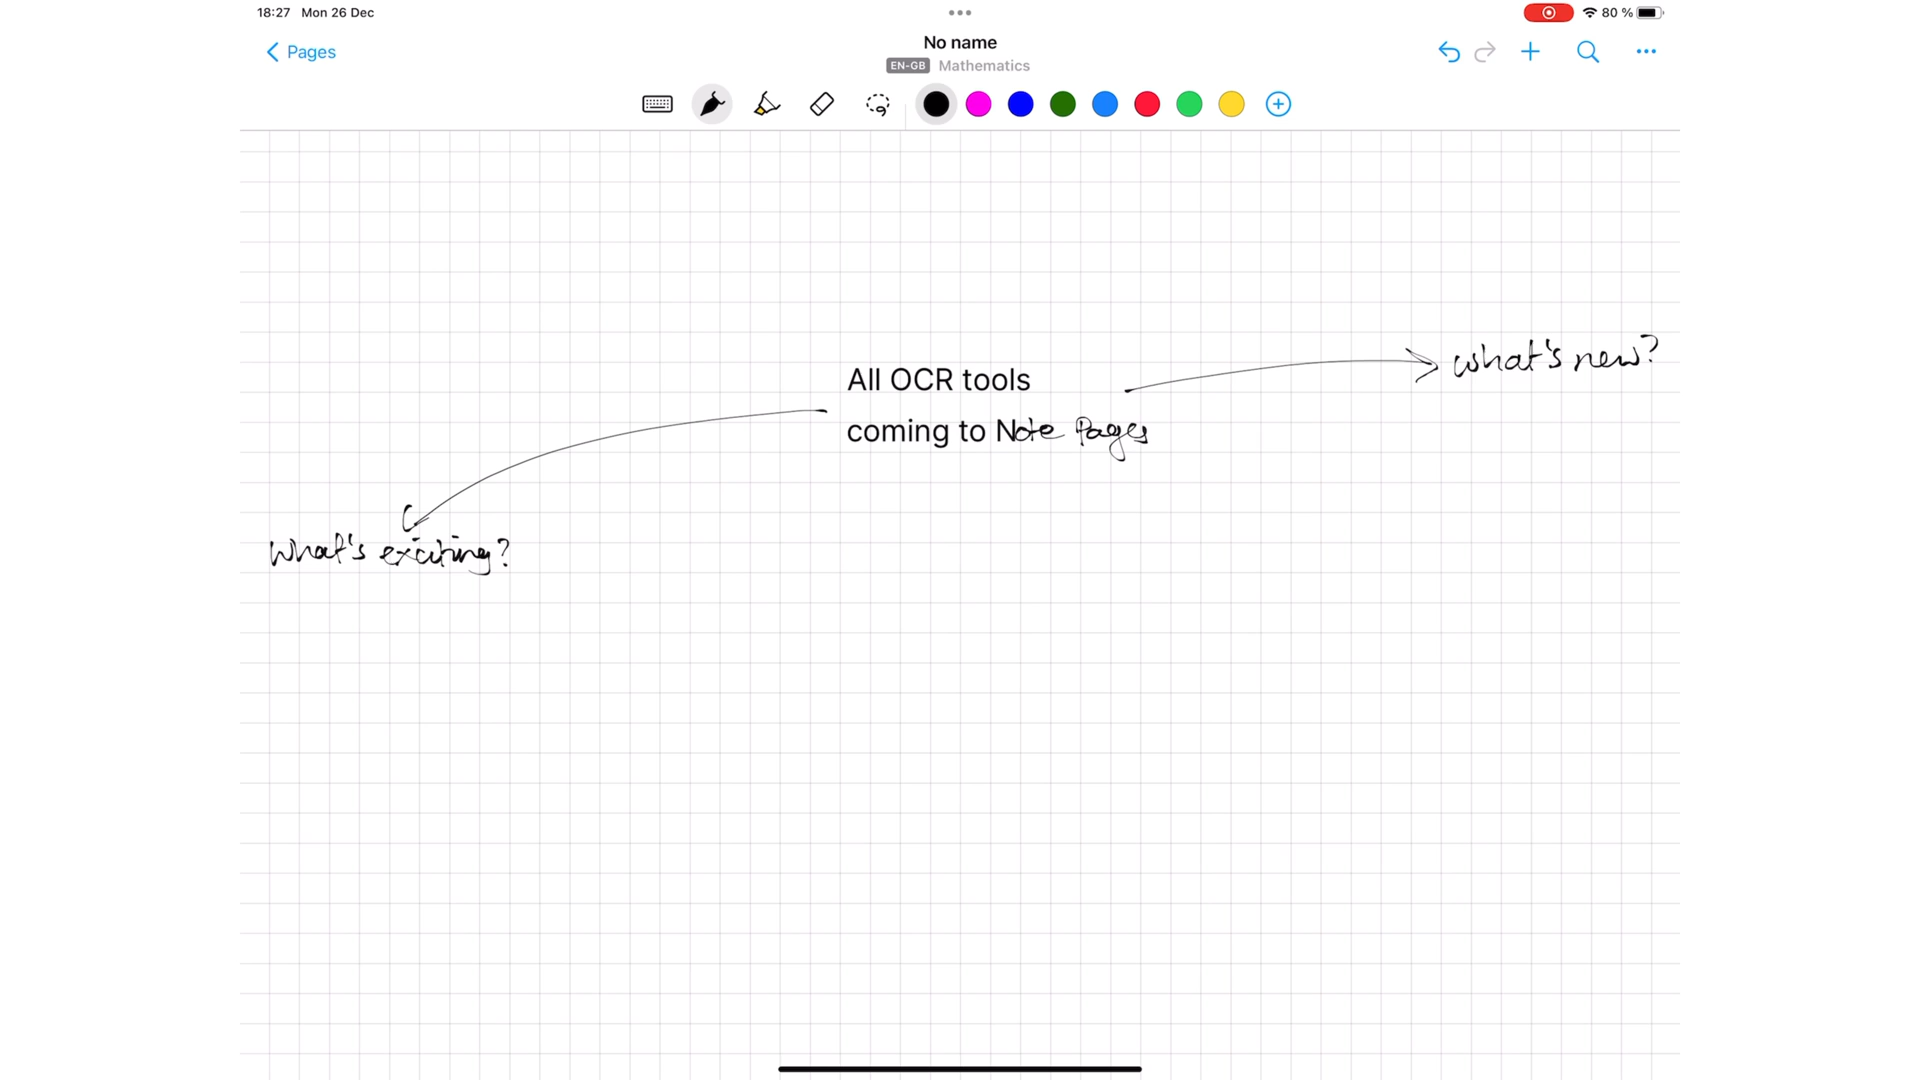 18:27 Mon 26 Dec
80 %
Pages
No name
EN-GB Mathematics
what's new?
All OCR tools
coming to Note Pages
What's exciting?